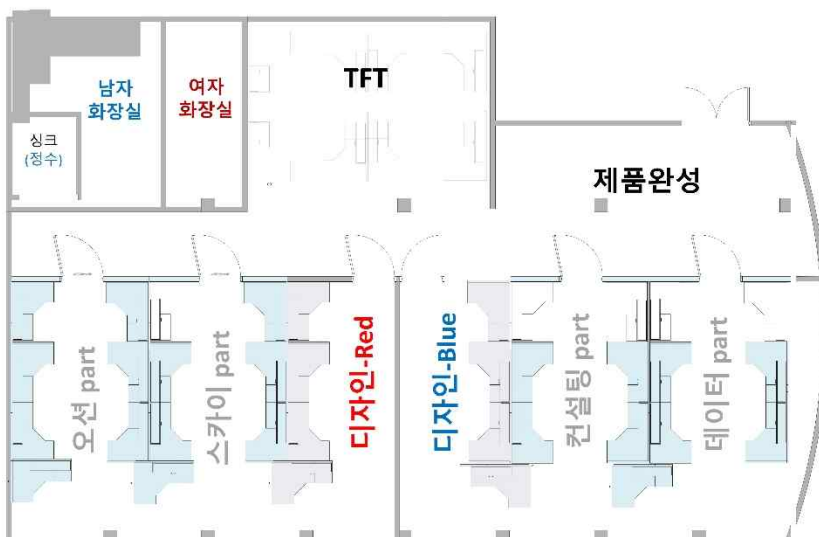 남자
화장실
여자
화장실
TFT
싱크
(정수)
제품완성
오션 part
스카이 part
디자인-Red
디자인-Blue
컨설팅 part
데이터 part